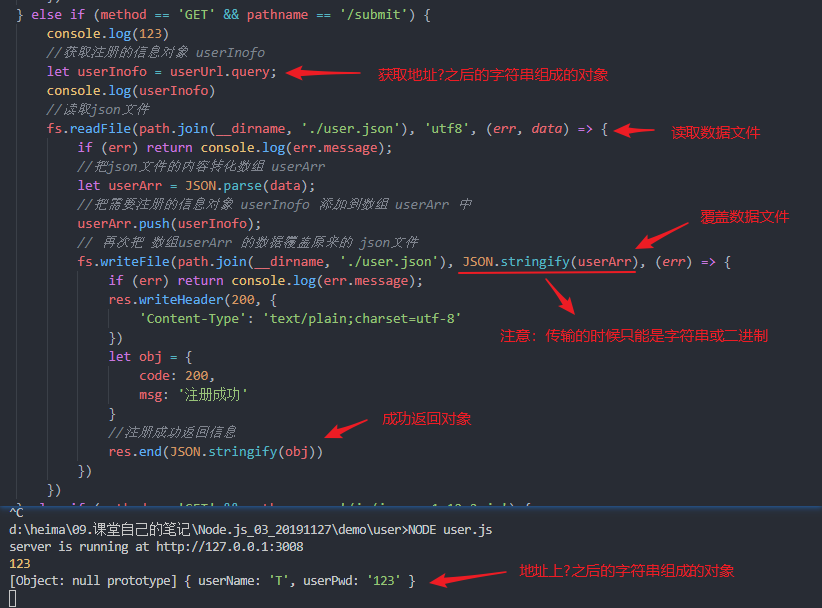 } else if (method == 'GET' && pathname == '/submit') {
console.log(123)
//获取注册的信息对象 userInofo
let userInofo = userUrl.query;
获取地址?之后的字符串组成的对象
console.log(userInofo)
//读取json文件
fs.readFile(path.join(__dirname, './user.json'), 'utf8', (err, data) => {
读取数据文件
if (err) return console.log(err.message);
//把json文件的内容转化数组 userArr
let userArr = JSON.parse(data);
//把需要注册的信息对象 userInofo 添加到数组 userArr 中
覆盖数据文件
userArr.push(userInofo);
// 再次把 数组userArr 的数据覆盖原来的 json文件
fs.writeFile(path.join(__dirname, './user.json'), JSON.stringify(userArr), (err) => {
if (err) return console.log(err.message);
res.writeHeader(200, {
'Content-Type': 'text/plain;charset=utf-8'
注意：传输的时候只能是字符串或二进制
})
let obj = {
code: 200,
msg: '注册成功'
}
成功返回对象
//注册成功返回信息
res.end(JSON.stringify(obj))
})
})
^C
d:\heima\09.课堂自己的笔记\Node.js_03_20191127\demo\user>NODE user.js
server is running at http://127.0.0.1:3008
123
[Object: null prototype] { userName: 'T', userPwd: '123' }
地址上?之后的字符串组成的对象